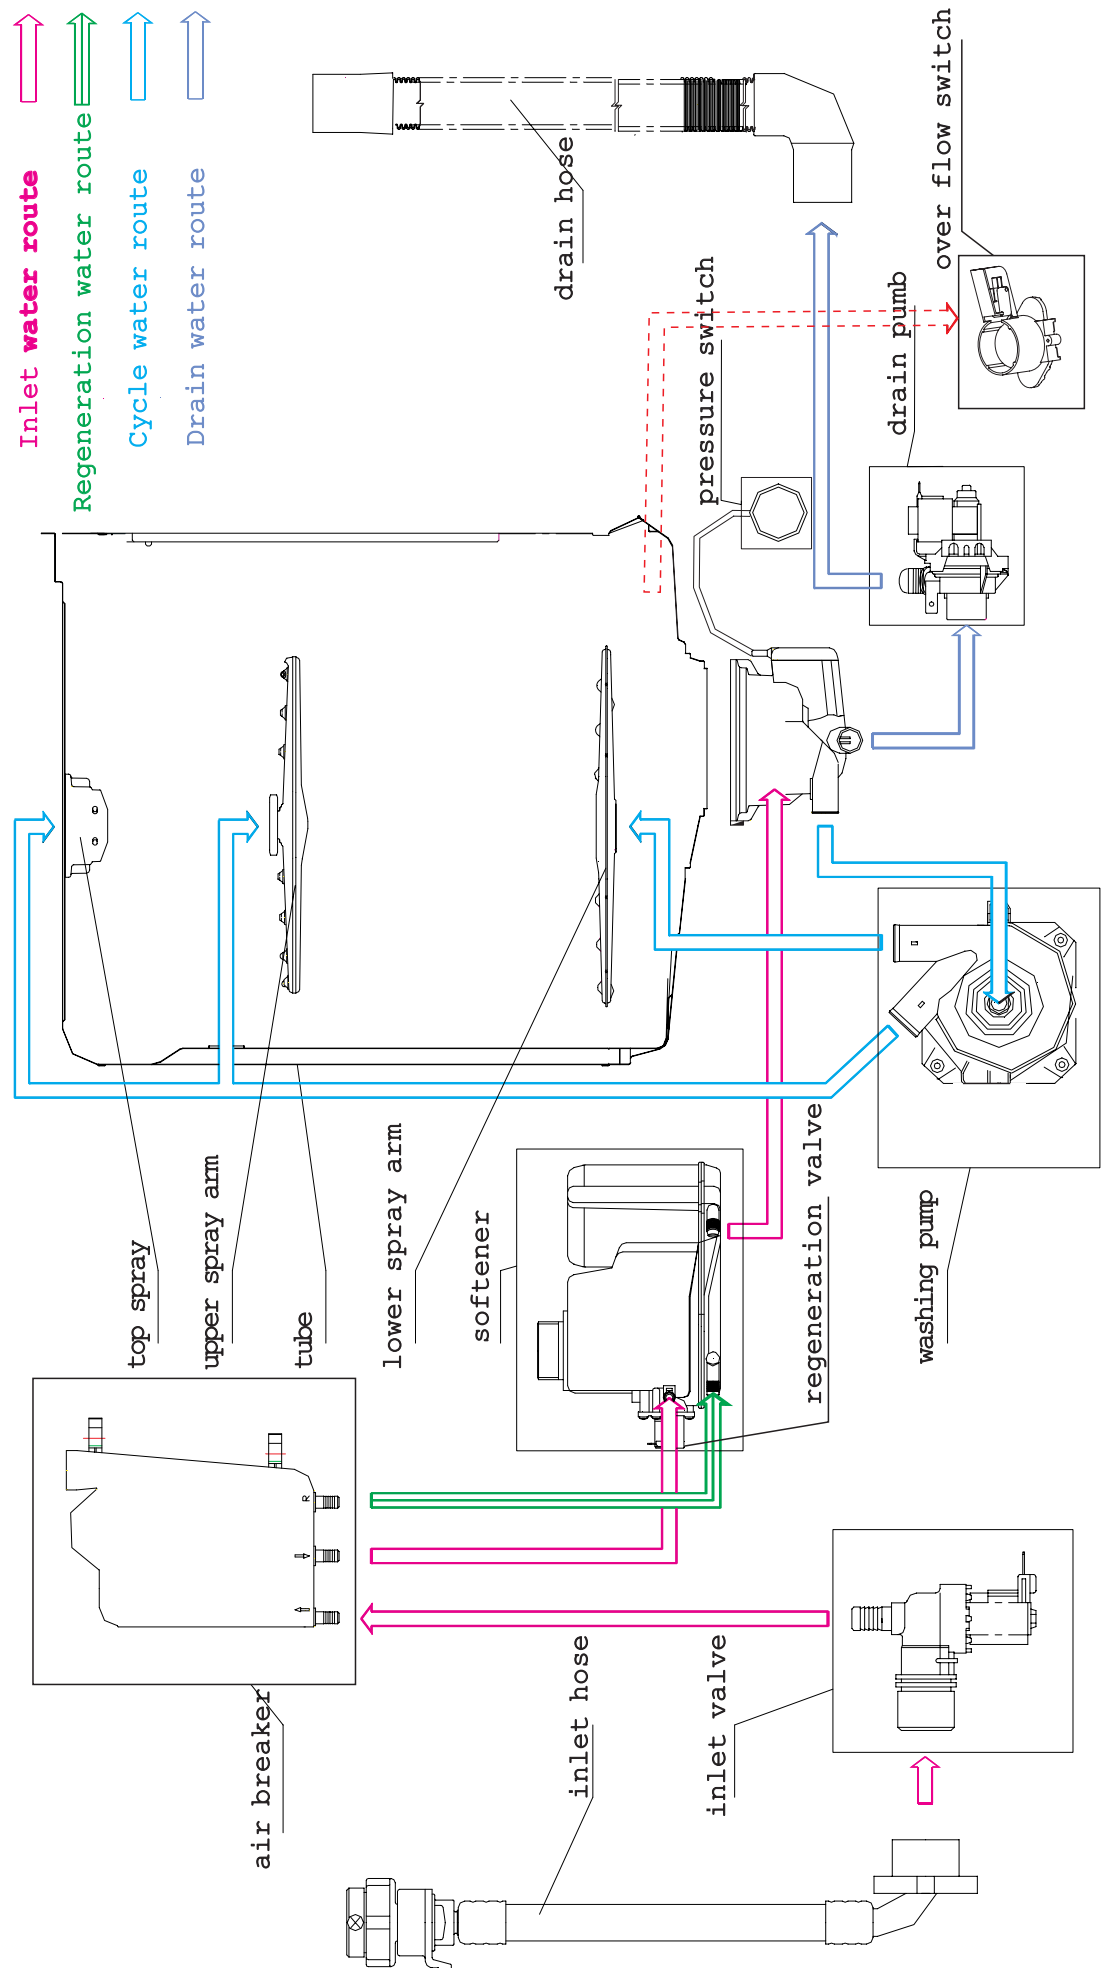 Inlet water route
Regeneration water route
Cycle water route
Drain water route
drain hose
over flow switch
pressure switch
drain pumb
top spray
upper spray arm
tube
lower spray arm
softener
regeneration valve
washing pump
R
air breaker
inlet hose
inlet valve